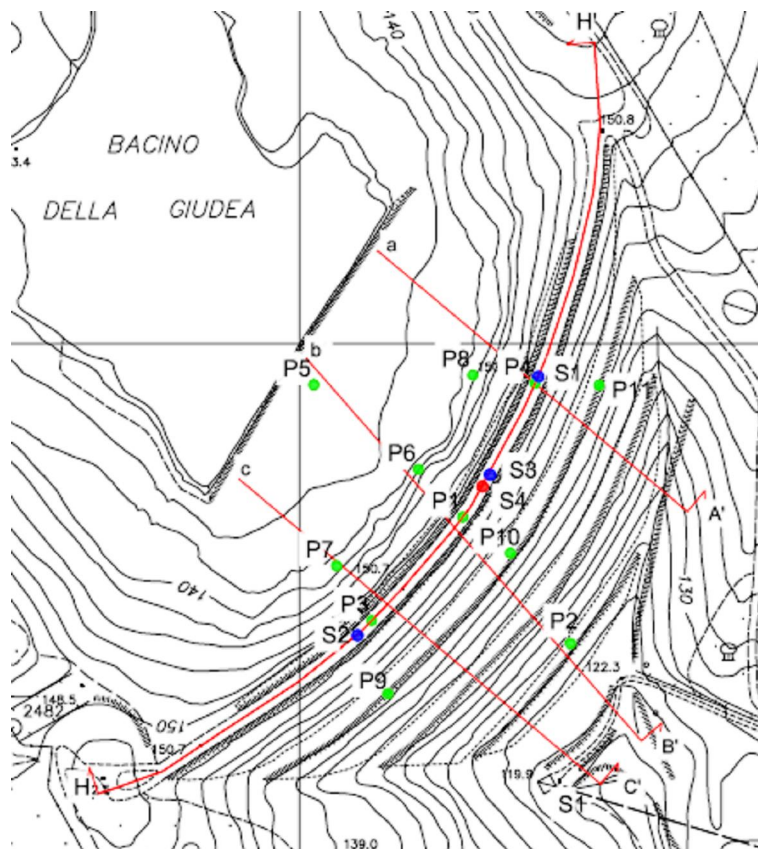 H'
140
150.8
BACINO
3.4
DELLA GIUDEA
a
b
P8
P4
S1
P5
P11
P6
S3
c
P1
S4
A'
P10
P7
150.7
140
130
P3
P2
S2
122.3
P9
148.5
2482
150
B'
150.7
119.9
H
S1
C'
139.0